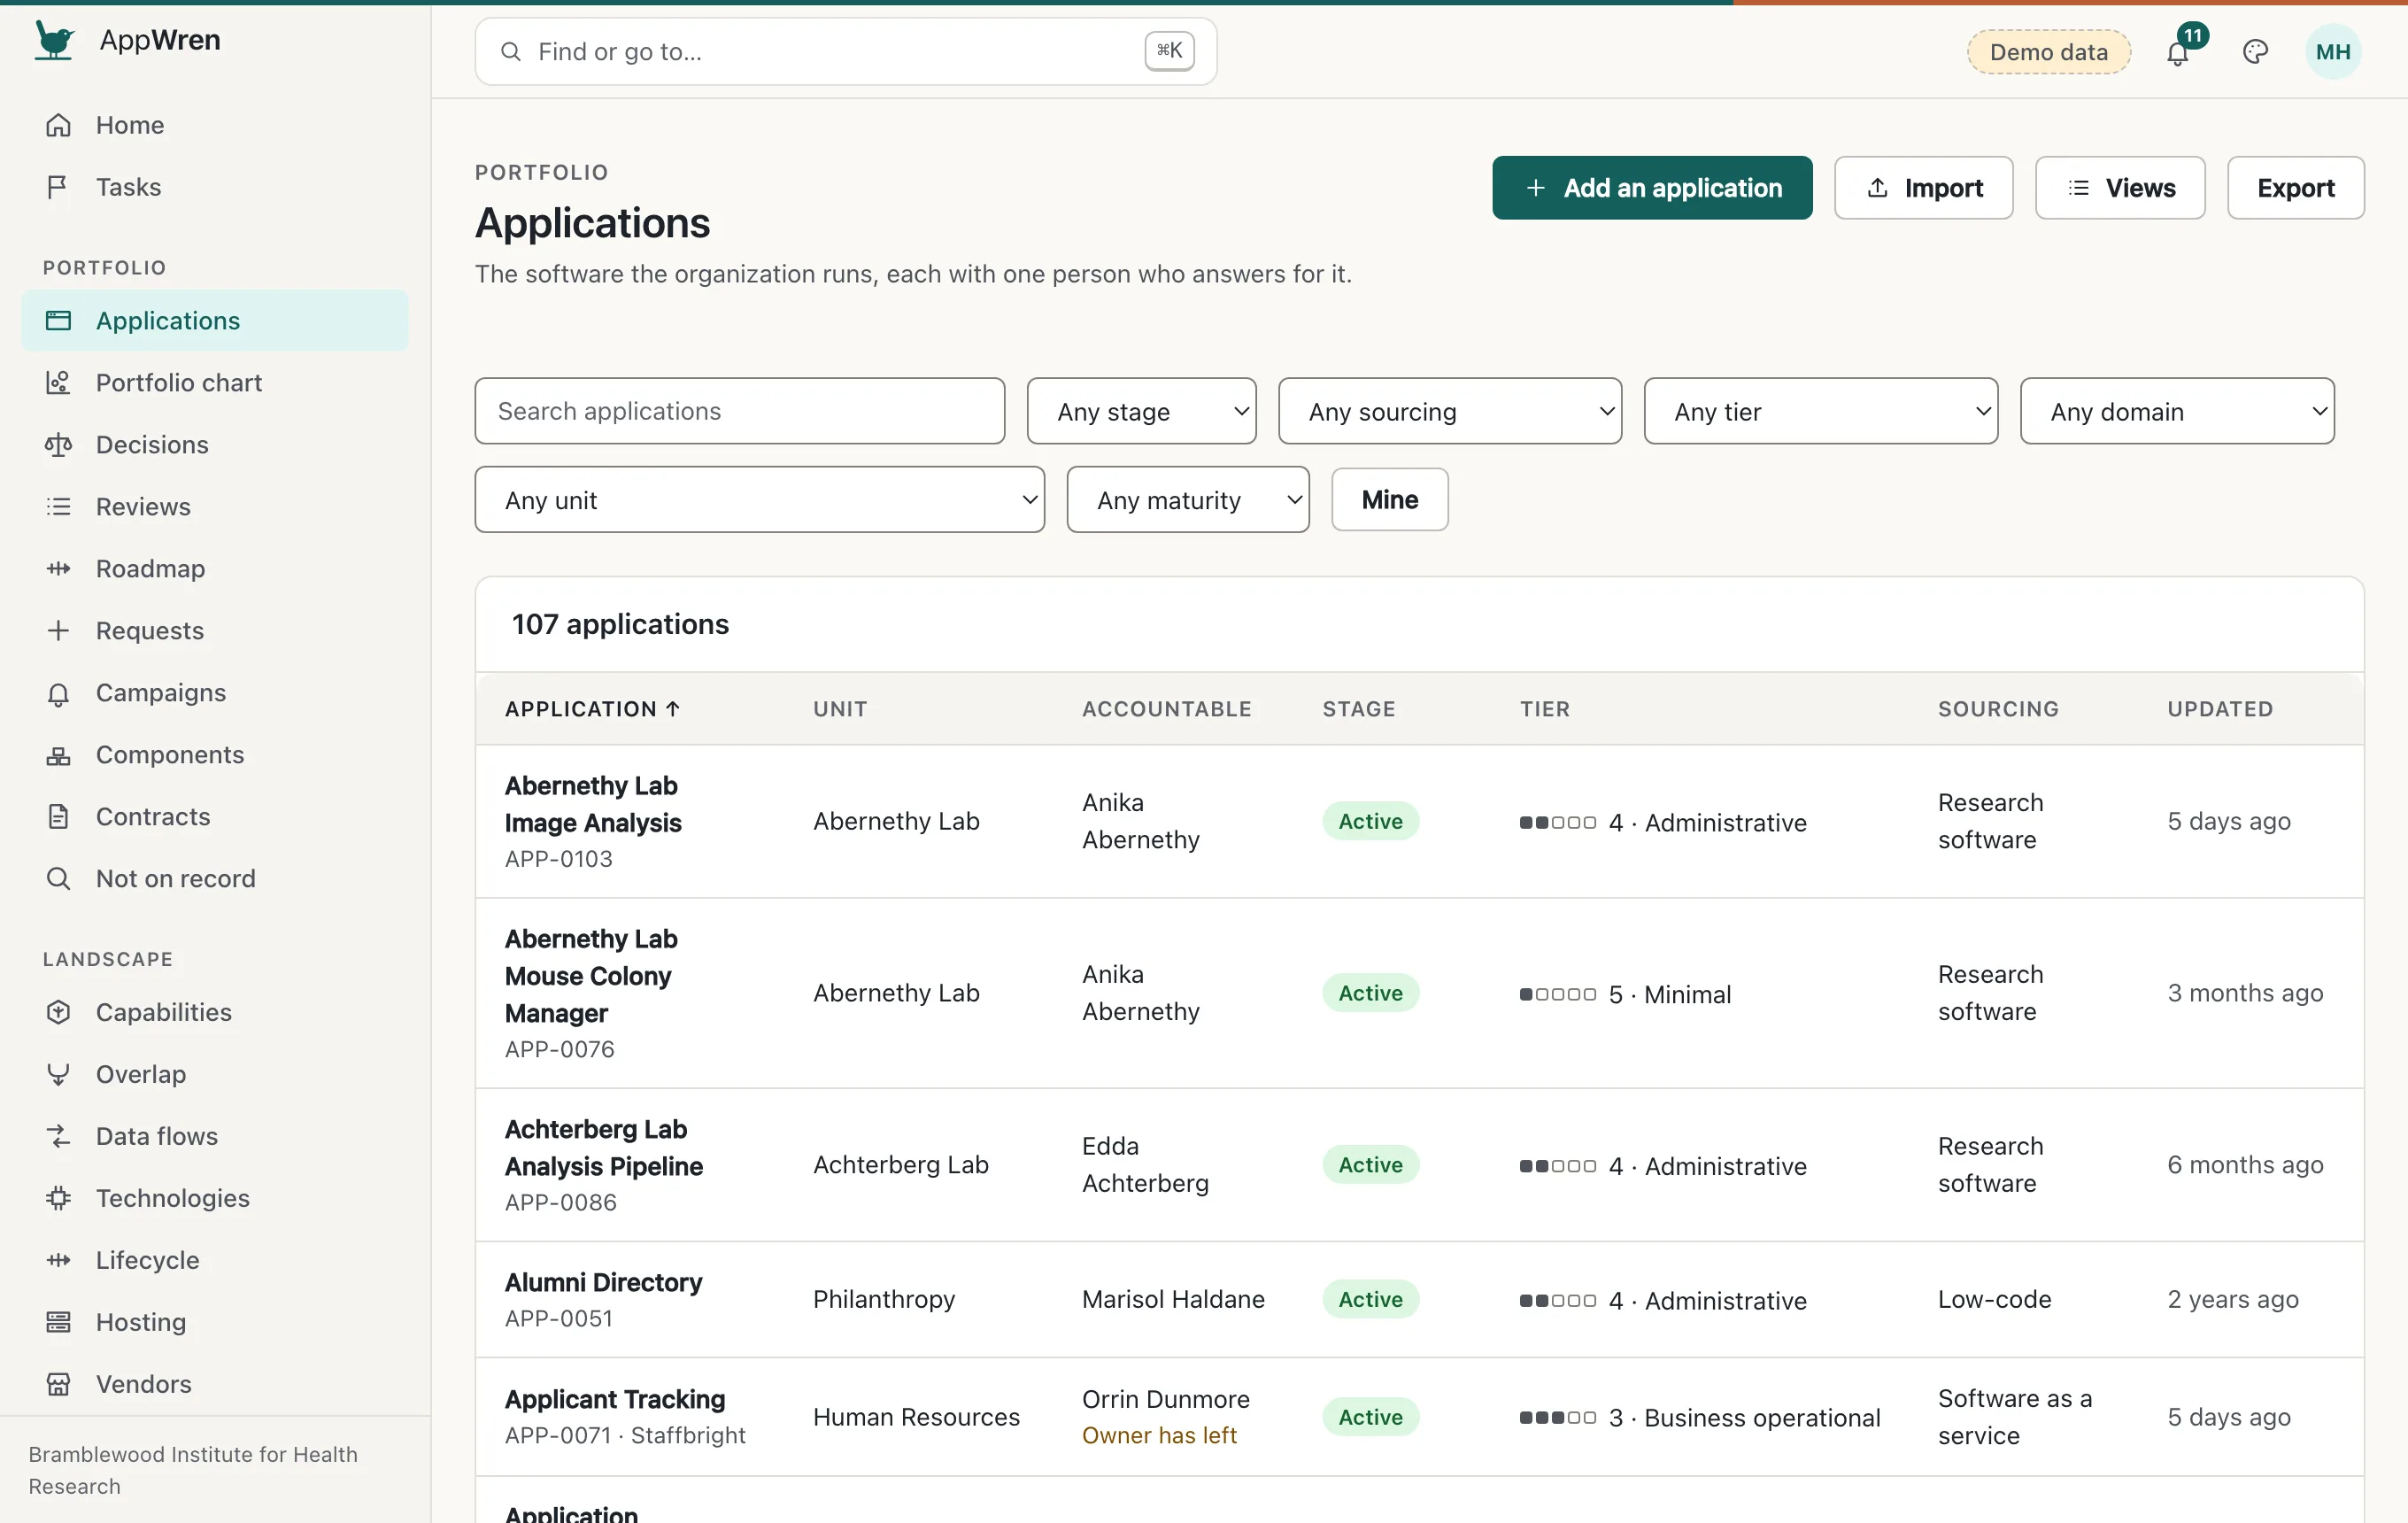 AppWren
Find or go to...
⌘K
Demo data
11
MH
Home
Tasks
PORTFOLIO
Applications
Portfolio chart
Decisions
Reviews
Roadmap
Requests
Campaigns
Components
Contracts
Not on record
LANDSCAPE
Capabilities
Overlap
Data flows
Technologies
Lifecycle
Hosting
Vendors
Bramblewood Institute for Health
Research
PORTFOLIO
Applications
The software the organization runs, each with one person who answers for it.
+ Add an application
Import
Views
Export
Search applications
Any stage
Any sourcing
Any tier
Any domain
Any unit
Any maturity
Mine
107 applications
APPLICATION ↑ UNIT ACCOUNTABLE STAGE TIER SOURCING UPDATED
Abernethy Lab
Image Analysis
APP-0103
Abernethy Lab
Anika
Abernethy
Active
4 · Administrative
Research
software
5 days ago
Abernethy Lab
Mouse Colony
Manager
APP-0076
Abernethy Lab
Anika
Abernethy
Active
5 · Minimal
Research
software
3 months ago
Achterberg Lab
Analysis Pipeline
APP-0086
Achterberg Lab
Edda
Achterberg
Active
4 · Administrative
Research
software
6 months ago
Alumni Directory
APP-0051
Philanthropy
Marisol Haldane
Active
4 · Administrative
Low-code
2 years ago
Applicant Tracking
APP-0071 · Staffbright
Human Resources
Orrin Dunmore
Owner has left
Active
3 · Business operational
Software as a
service
5 days ago
Application